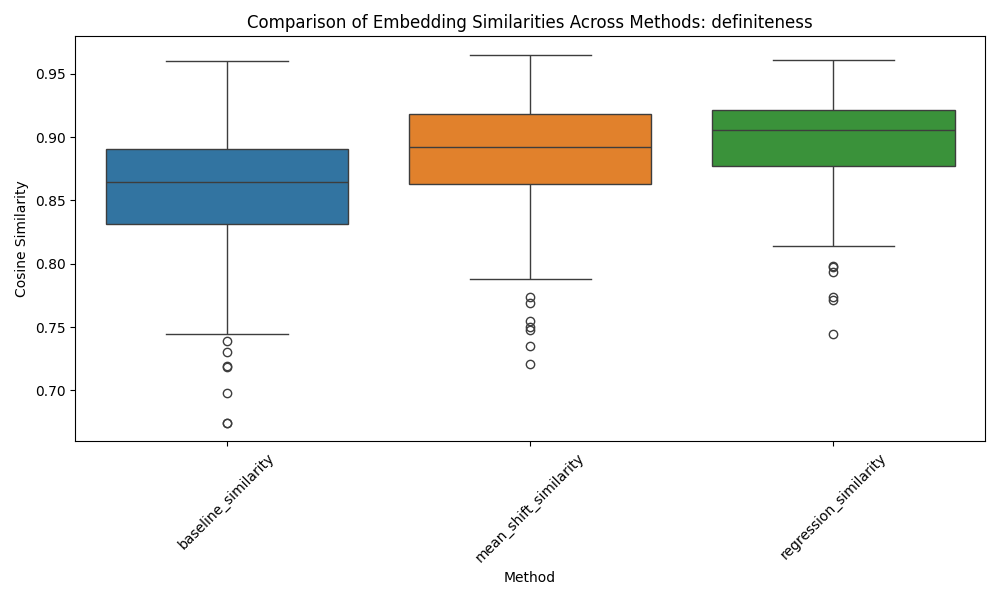 Comparison of Embedding Similarities Across Methods: definiteness
Cosine Similarity
0.95
0.90
0.85
0.80
0.75
0.70
baseline_similarity
mean_shift_similarity
regression_similarity
Method